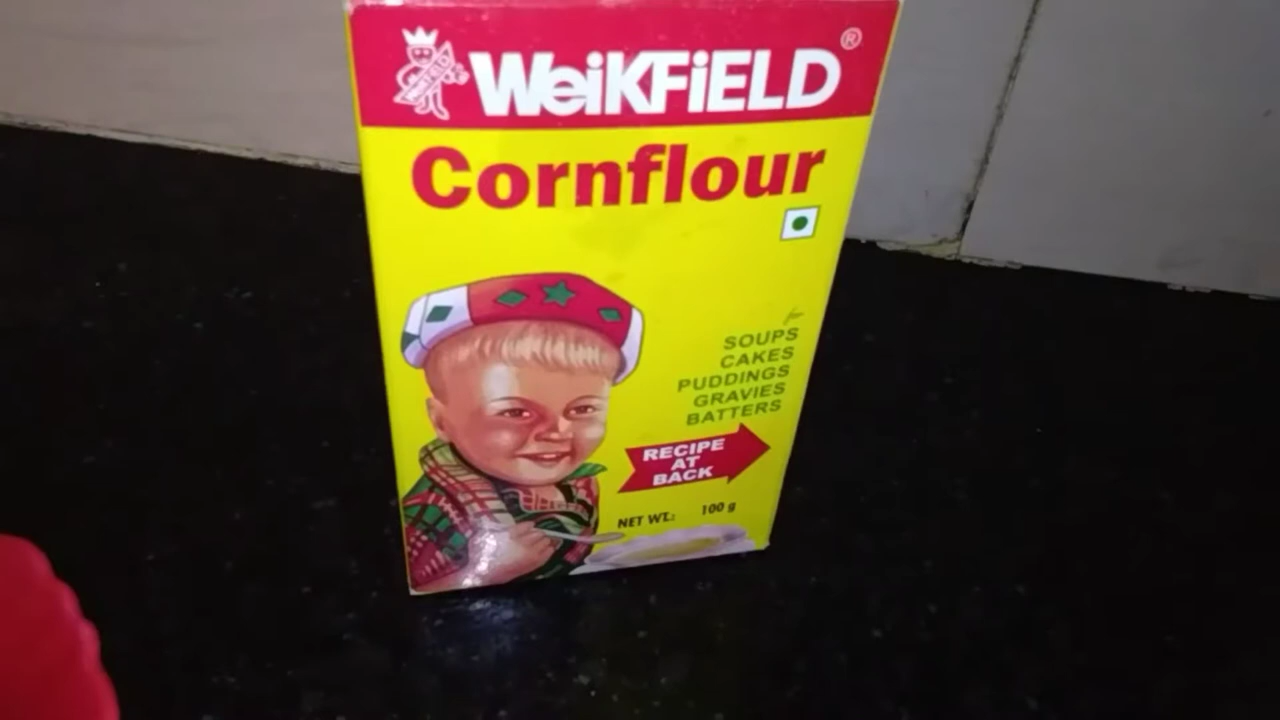 WEiKFiELD ®
Cornflour
for
SOUPS
CAKES
PUDDINGS
GRAVIES
BATTERS
RECIPE
AT
BACK
NET WT.: 100 g